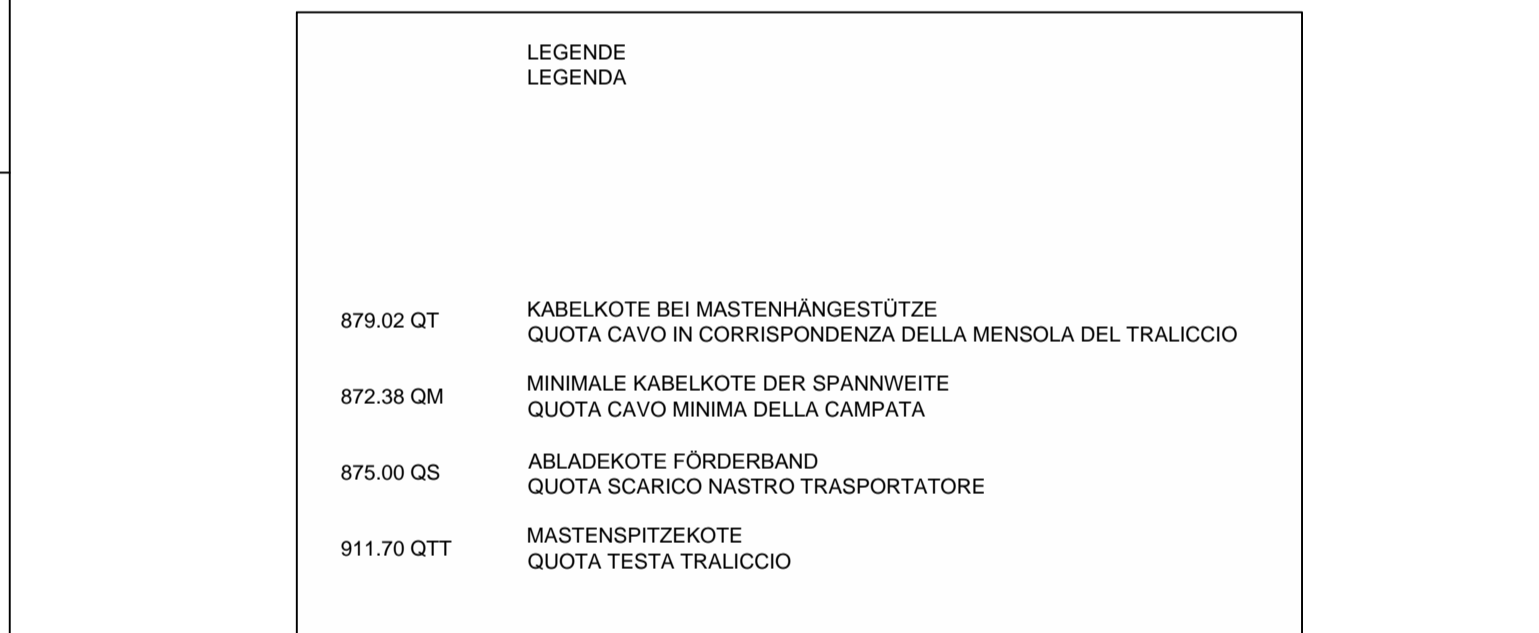 LEGENDE
LEGENDA
879.02 QT
KABELKOTE BEI MASTENHÄNGESTÜTZE
QUOTA CAVO IN CORRISPONDENZA DELLA MENSOLA DEL TRALICCIO
872.38 QM
MINIMALE KABELKOTE DER SPANNWEITE
QUOTA CAVO MINIMA DELLA CAMPATA
875.00 QS
ABLADEKOTE FÖRDERBAND
QUOTA SCARICO NASTRO TRASPORTATORE
911.70 QTT
MASTENSPITZEKOTE
QUOTA TESTA TRALICCIO